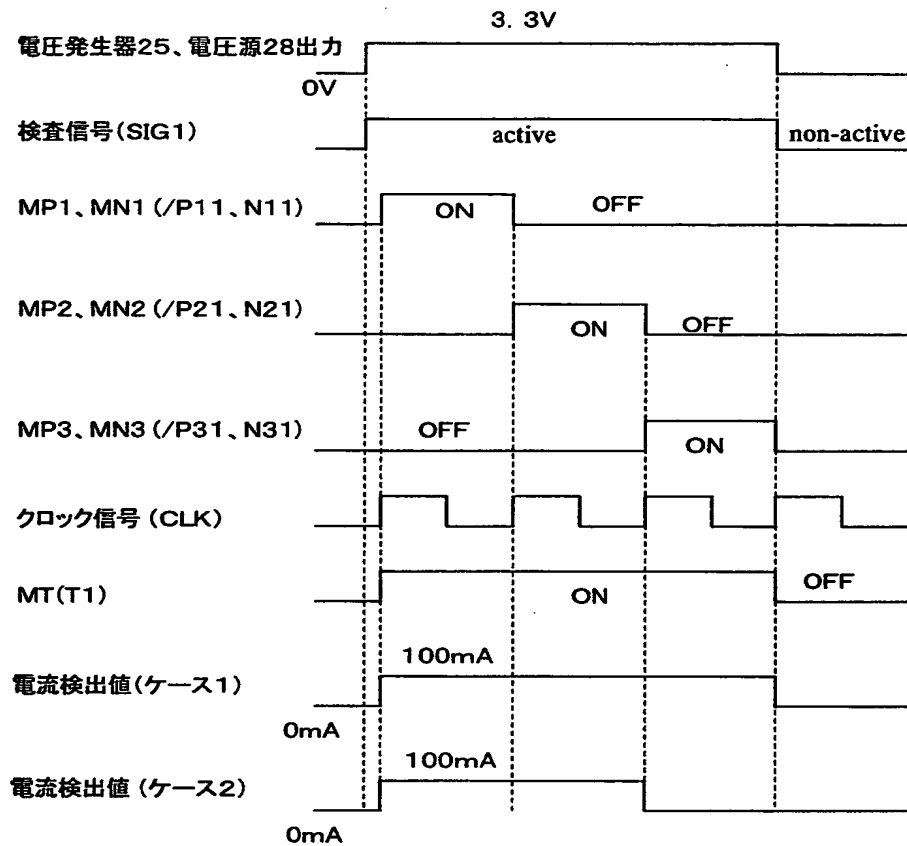 3. 3V
電圧発生器25、電圧源28出力
0V
検査信号(SIG1)
active
non-active
MP1、MN1(/P11、N11)
ON
OFF
MP2、MN2(/P21、N21)
ON
OFF
MP3、MN3(/P31、N31)
OFF
ON
クロック信号(CLK)
MT(T1)
ON
OFF
100mA
電流検出値(ケース1)
0mA
100mA
電流検出値(ケース2)
0mA